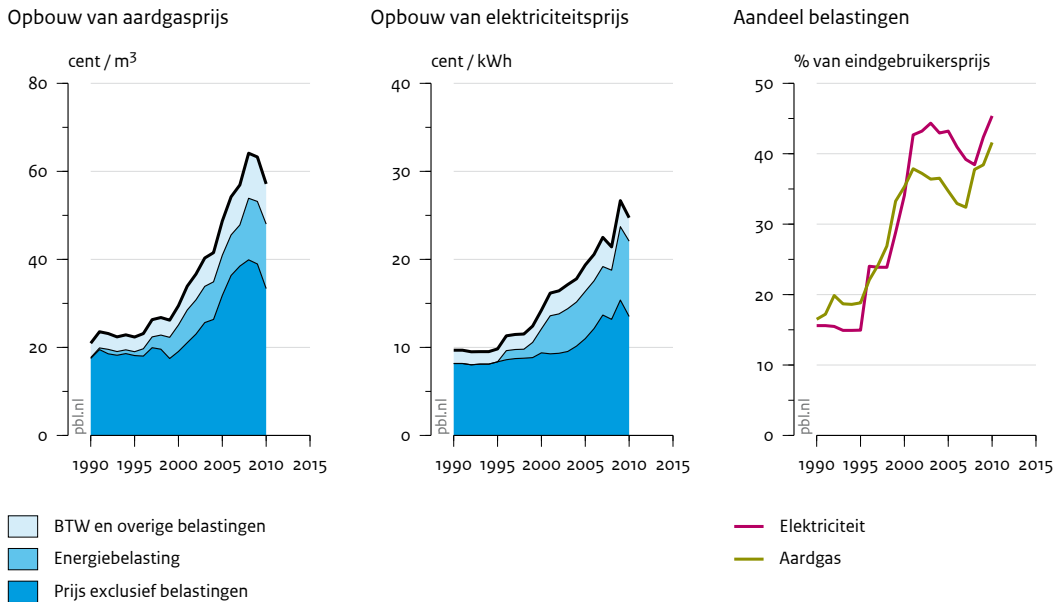 Opbouw van aardgasprijs
cent / m³
80
60
40
20
0
pbl.nl
1990 1995 2000 2005 2010 2015
Opbouw van elektriciteitsprijs
cent / kWh
40
30
20
10
0
pbl.nl
1990 1995 2000 2005 2010 2015
Aandeel belastingen
% van eindgebruikersprijs
50
40
30
20
10
0
pbl.nl
1990 1995 2000 2005 2010 2015
BTW en overige belastingen
Energiebelasting
Prijs exclusief belastingen
Elektriciteit
Aardgas